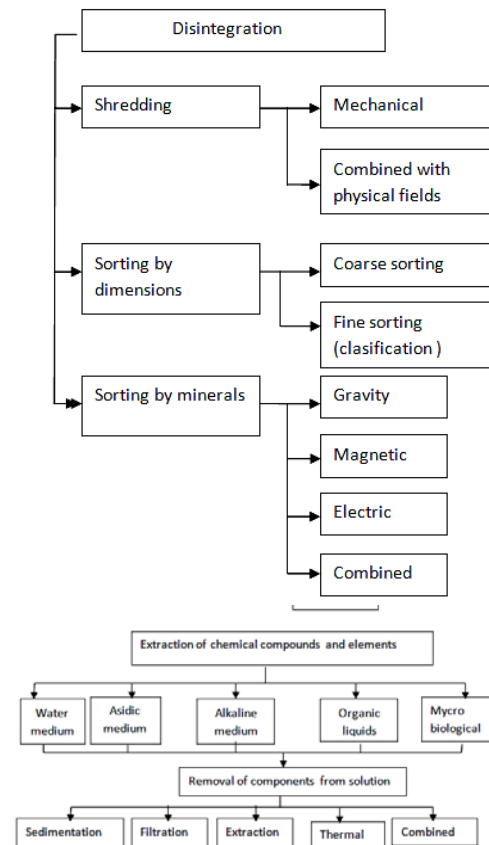 Disintegration
Shredding
Mechanical
Combined with
physical fields
Sorting by
dimensions
Coarse sorting
Fine sorting
(clasification )
Sorting by minerals
Gravity
Magnetic
Electric
Combined
Extraction of chemical compounds and elements
Water
medium
Asidic
medium
Alkaline
medium
Organic
liquids
Mycro
biological
Removal of components from solution
Sedimentation
Filtration
Extraction
Thermal
Combined